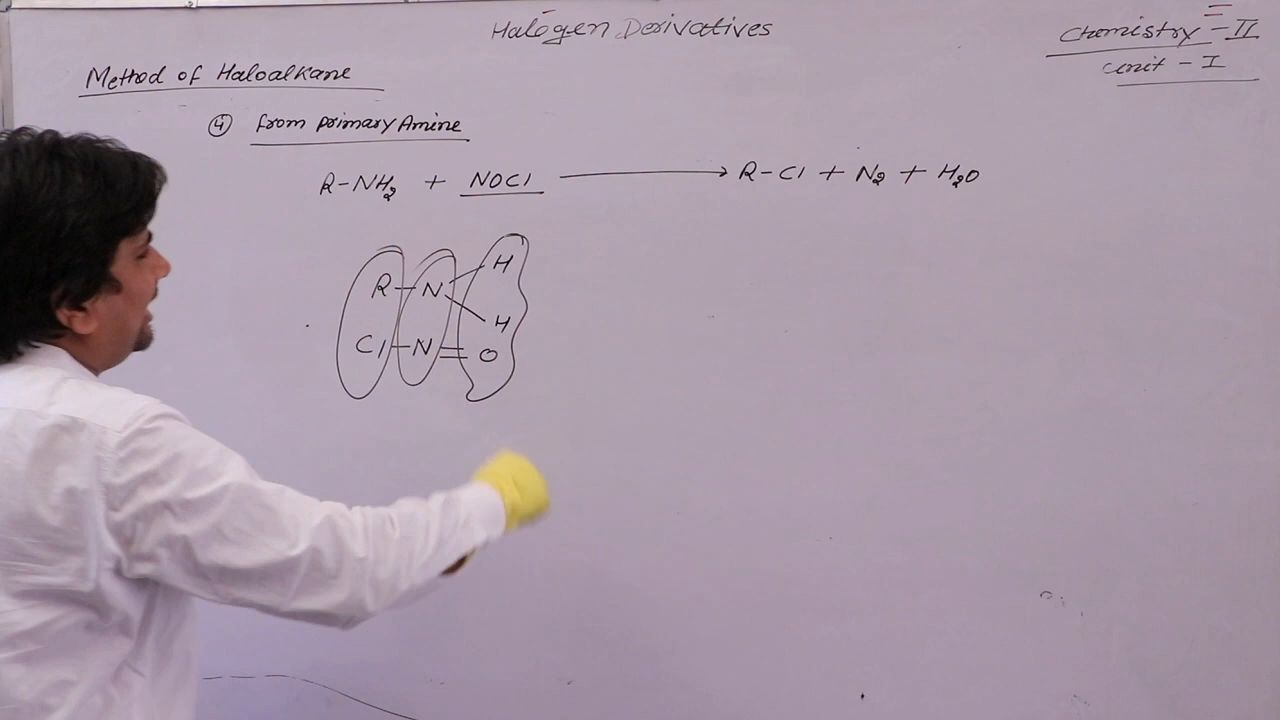 Halogen Derivatives
Chemistry - II
Unit - I
Method of Haloalkane
④ from primary Amine
R-NH₂ + NOCl ⟶ R-Cl + N₂ + H₂O
H
R-N
H
Cl-N=O